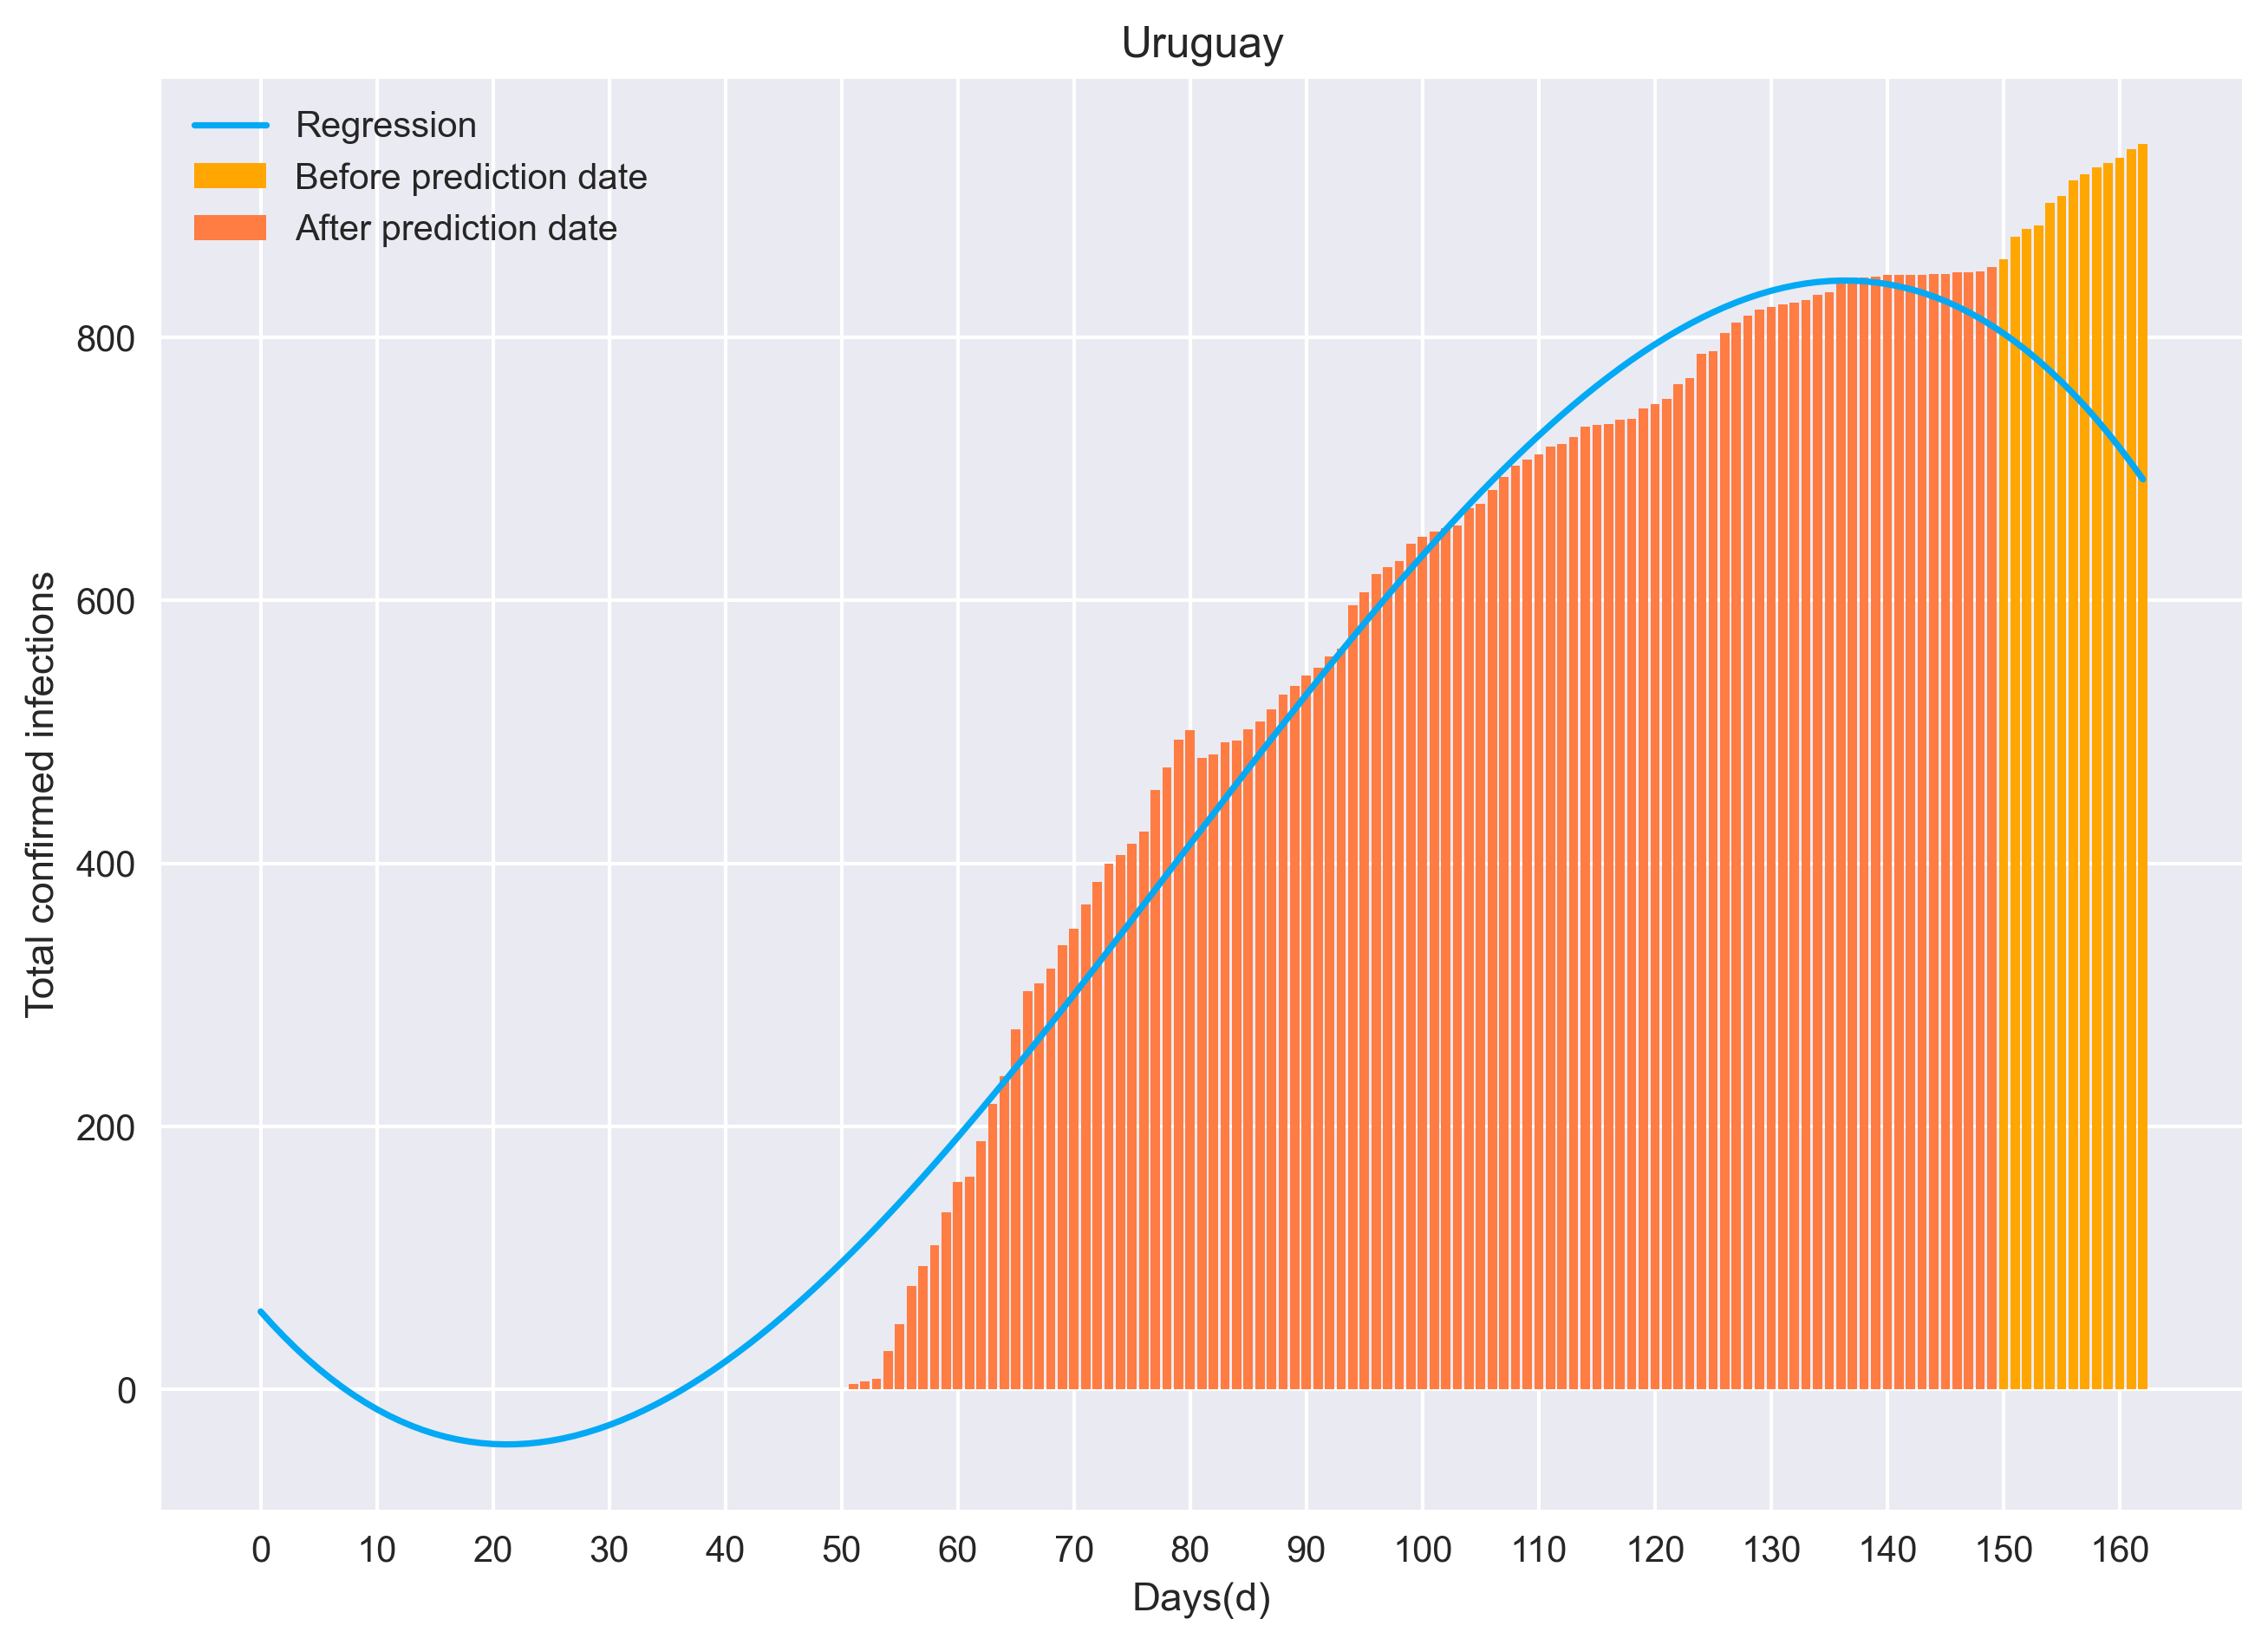 Uruguay
Regression
Before prediction date
After prediction date
Total confirmed infections
800
600
400
200
0
0 10 20 30 40 50 60 70 80 90 100 110 120 130 140 150 160
Days(d)